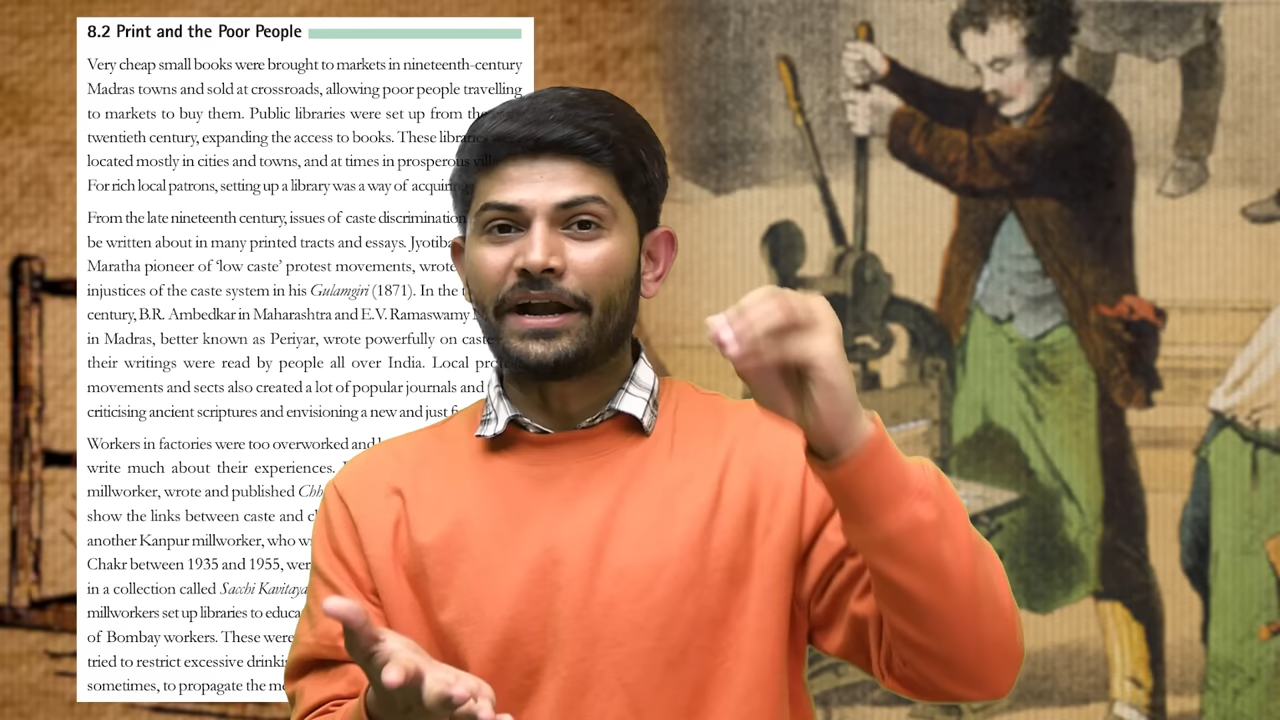 8.2 Print and the Poor People
Very cheap small books were brought to markets in nineteenth-century
Madras towns and sold at crossroads, allowing poor people travelling
to markets to buy them. Public libraries were set up from the
twentieth century, expanding the access to books. These libraries
located mostly in cities and towns, and at times in prosperous
For rich local patrons, setting up a library was a way of acquiring
From the late nineteenth century, issues of caste discrimination
be written about in many printed tracts and essays.
Maratha pioneer of ‘low caste’ protest movements, wrote
injustices of the caste system in his Gulamgiri (1871). In the
century, B.R. Ambedkar in Maharashtra and E.V. Ramaswamy
in Madras, better known as Periyar, wrote powerfully on caste
their writings were read by people all over India. Local
movements and sects also created a lot of popular journals and
criticising ancient scriptures and envisioning a new and just
Workers in factories were too overworked and
write much about their experiences.
millworker, wrote and published
show the links between caste and
another Kanpur millworker, who
Chakr between 1935 and 1955,
in a collection called Sacchi
millworkers set up libraries to
of Bombay workers. These were
tried to restrict excessive
sometimes, to propagate the